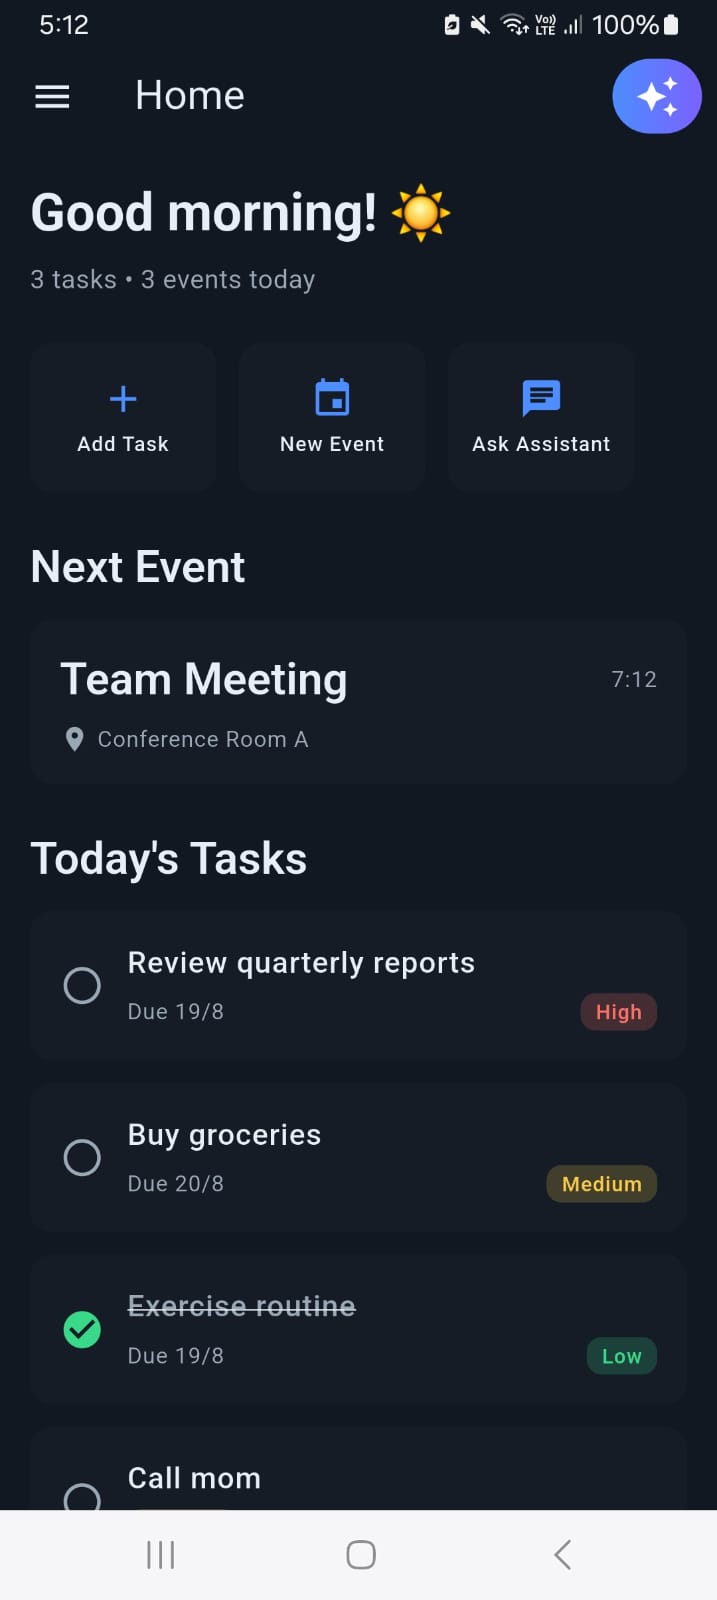 5:12 Vo)) LTE 100%
Home
Good morning!
3 tasks • 3 events today
Add Task New Event Ask Assistant
Next Event
Team Meeting 7:12
Conference Room A
Today's Tasks
Review quarterly reports
Due 19/8 High
Buy groceries
Due 20/8 Medium
Exercise routine
Due 19/8 Low
Call mom